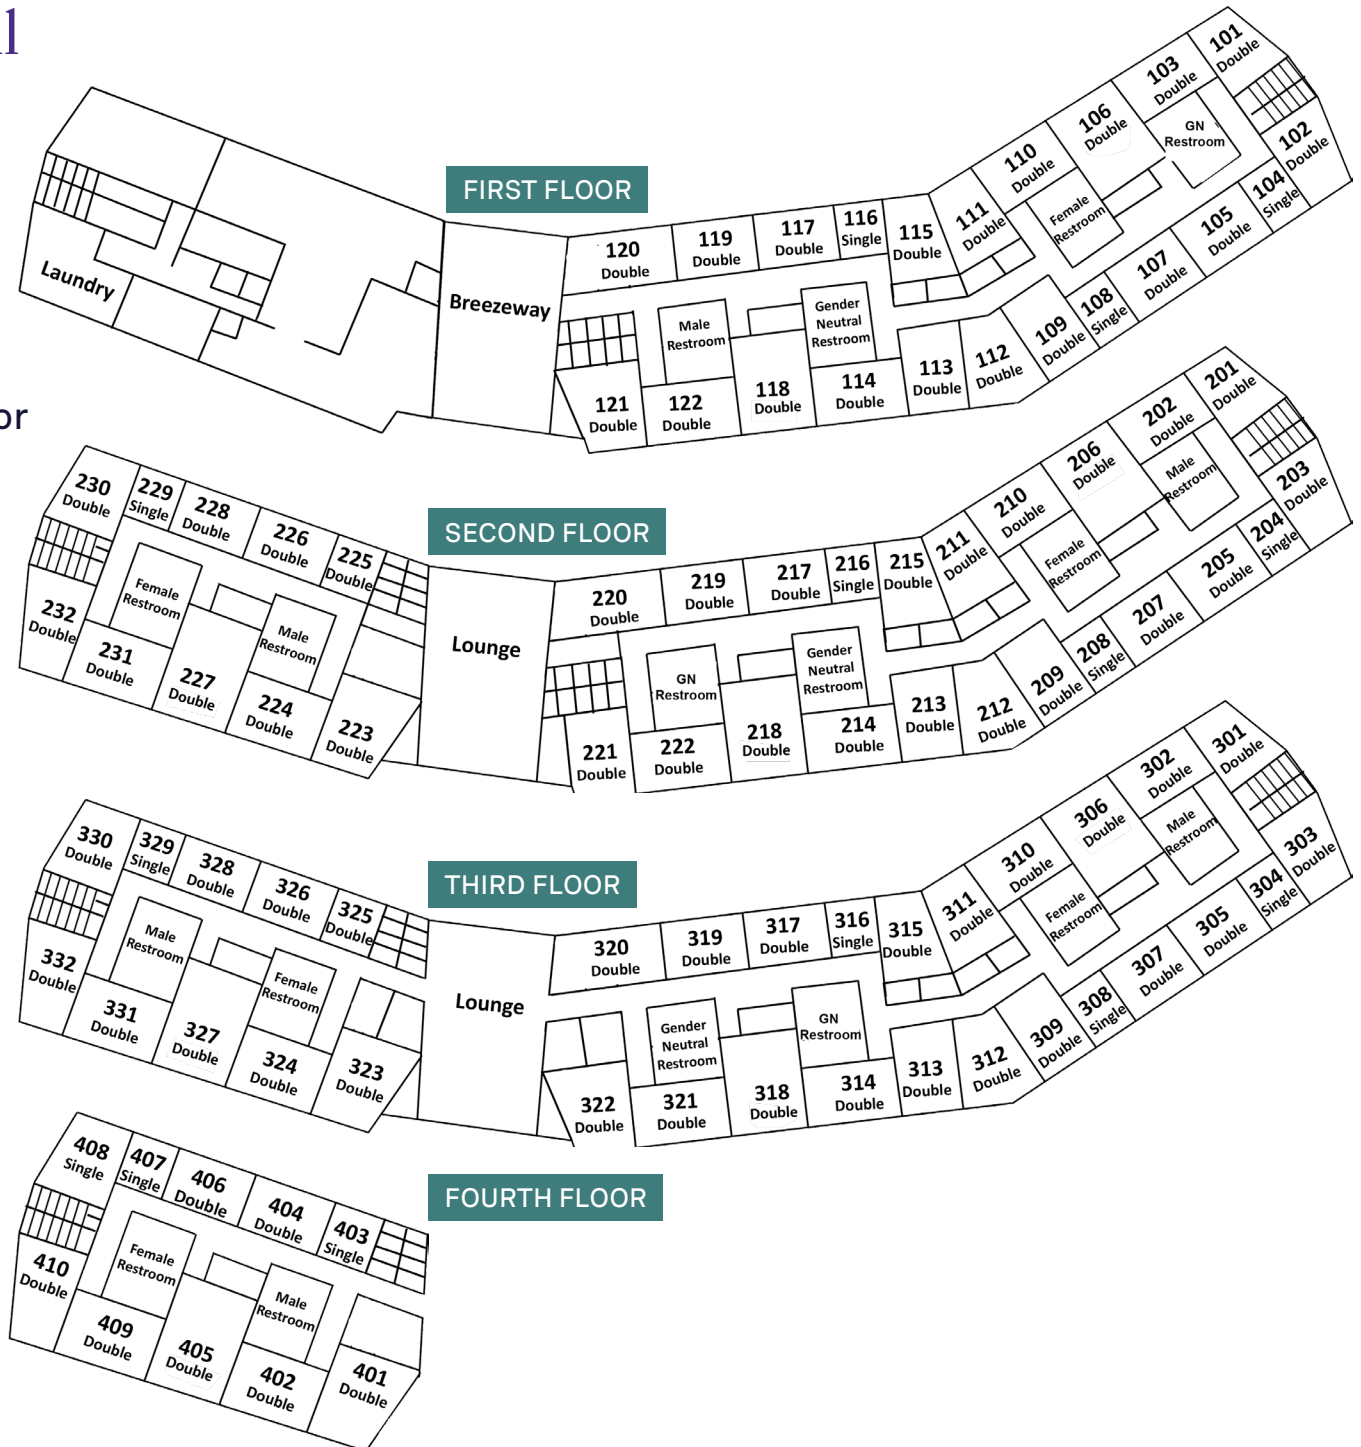 ll
or
FIRST FLOOR
101
Double
103
Double
106
Double
110
Double
111
Double
115
Double
116
Single
117
Double
119
Double
120
Double
GN
Restroom
102
Double
104
Single
105
Double
107
Double
108
Single
109
Double
112
Double
113
Double
114
Double
118
Double
122
Double
121
Double
Female
Restroom
Gender
Neutral
Restroom
Male
Restroom
Breezeway
Laundry
SECOND FLOOR
230
Double
229
Single
228
Double
226
Double
225
Double
232
Double
231
Double
227
Double
224
Double
223
Double
Female
Restroom
Male
Restroom
Lounge
220
Double
219
Double
217
Double
216
Single
215
Double
211
Double
210
Double
206
Double
202
Double
201
Double
GN
Restroom
Gender
Neutral
Restroom
Female
Restroom
Male
Restroom
221
Double
222
Double
218
Double
214
Double
213
Double
212
Double
209
Double
208
Single
207
Double
205
Double
204
Single
203
Double
THIRD FLOOR
330
Double
329
Single
328
Double
326
Double
325
Double
332
Double
331
Double
327
Double
324
Double
323
Double
Male
Restroom
Female
Restroom
Lounge
320
Double
319
Double
317
Double
316
Single
315
Double
311
Double
310
Double
306
Double
302
Double
301
Double
Gender
Neutral
Restroom
GN
Restroom
Female
Restroom
Male
Restroom
322
Double
321
Double
318
Double
314
Double
313
Double
312
Double
309
Double
308
Single
307
Double
305
Double
304
Single
303
Double
FOURTH FLOOR
408
Single
407
Single
406
Double
404
Double
403
Single
Female
Restroom
Male
Restroom
410
Double
409
Double
405
Double
402
Double
401
Double